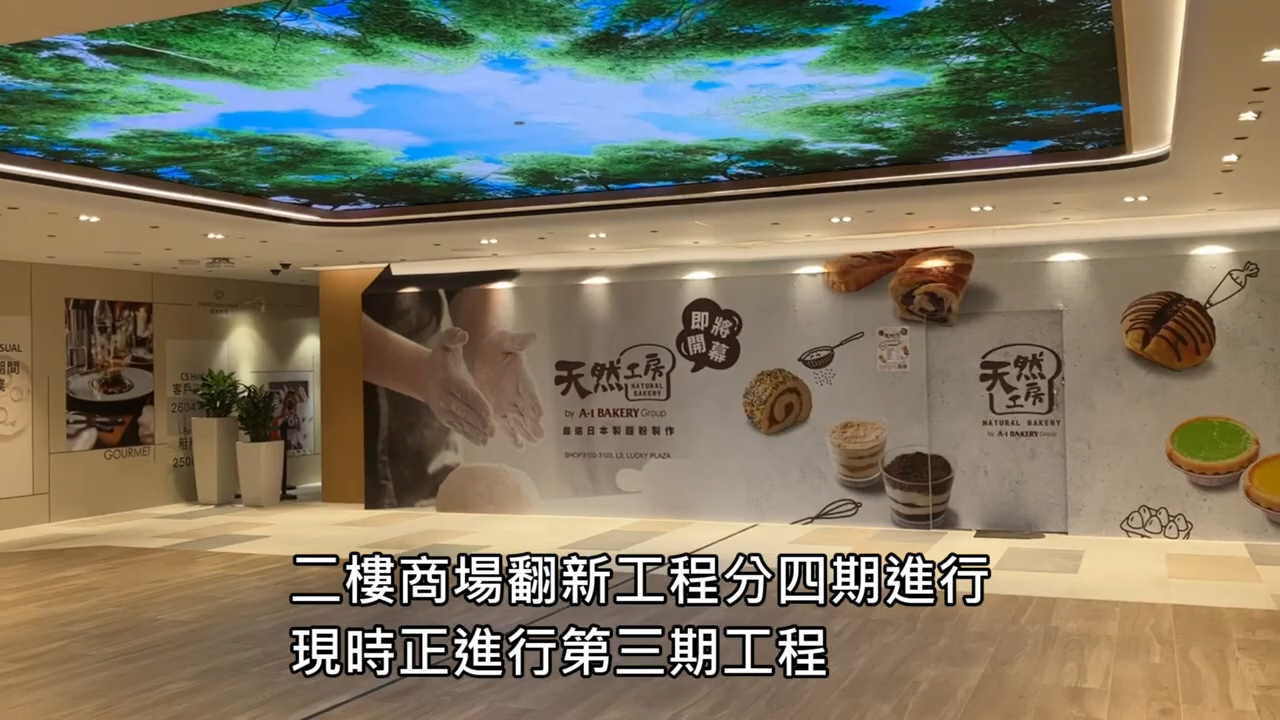 即將
開幕
天然工房
NATURAL
BAKERY
by A-1 BAKERY Group
嚴選日本製麵粉製作
SHOP3102-3103, L3, LUCKY PLAZA
天然
工房
NATURAL BAKERY
by A-1 BAKERY Group
GOURMET
二樓商場翻新工程分四期進行
現時正進行第三期工程